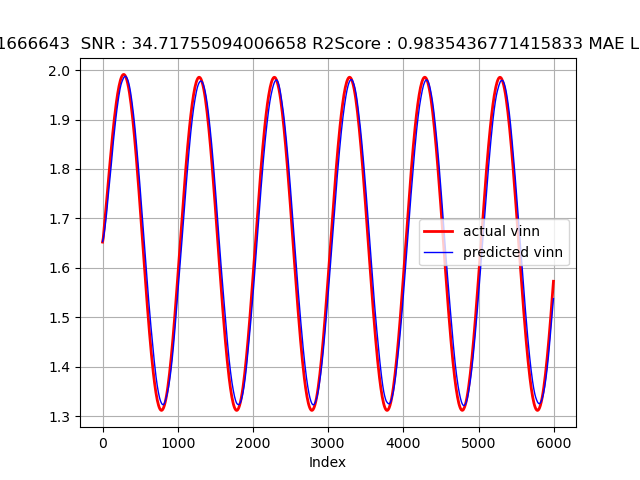 1666643 SNR : 34.71755094006658 R2Score : 0.9835436771415833 MAE L
2.0
1.9
1.8
1.7
1.6
1.5
1.4
1.3
actual vinn
predicted vinn
0 1000 2000 3000 4000 5000 6000
Index